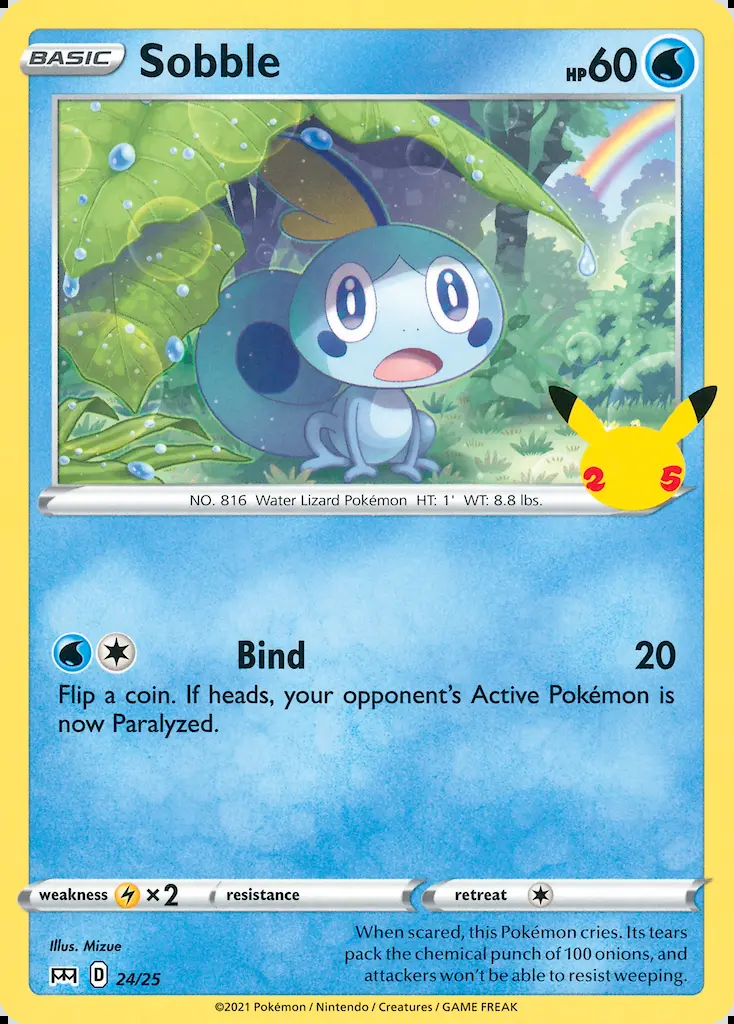 BASIC
Sobble
HP60
25
NO. 816 Water Lizard Pokémon HT: 1' WT: 8.8 lbs.
Bind 20
Flip a coin. If heads, your opponent's Active Pokémon is
now Paralyzed.
weakness ×2 resistance retreat
When scared, this Pokémon cries. Its tears
pack the chemical punch of 100 onions, and
attackers won't be able to resist weeping.
Illus. Mizue
D 24/25
©2021 Pokémon / Nintendo / Creatures / GAME FREAK